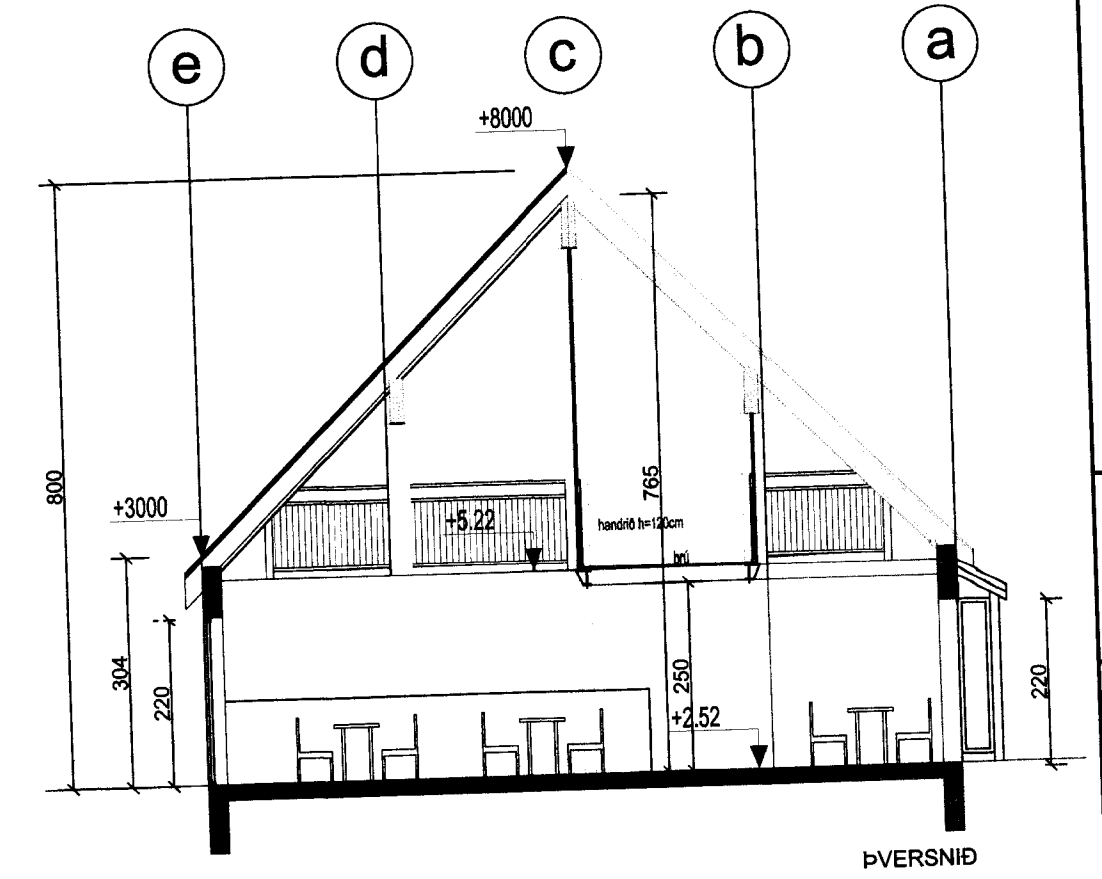 e d c b a
+8000
800
765
+3000
+5.22
handrið h=120cm
brú
304
220
250
+2.52
220
ÞVERSNIÐ